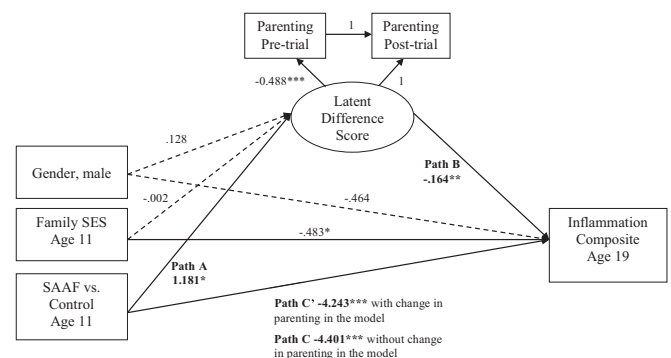 Parenting
Pre-trial
1
Parenting
Post-trial
-0.488***
1
Latent
Difference
Score
.128
Gender, male
-.002
Path B
-.164**
-.464
Family SES
Age 11
-.483*
Inflammation
Composite
Age 19
Path A
1.181*
SAAF vs.
Control
Age 11
Path C' -4.243*** with change in
parenting in the model
Path C -4.401*** without change
in parenting in the model